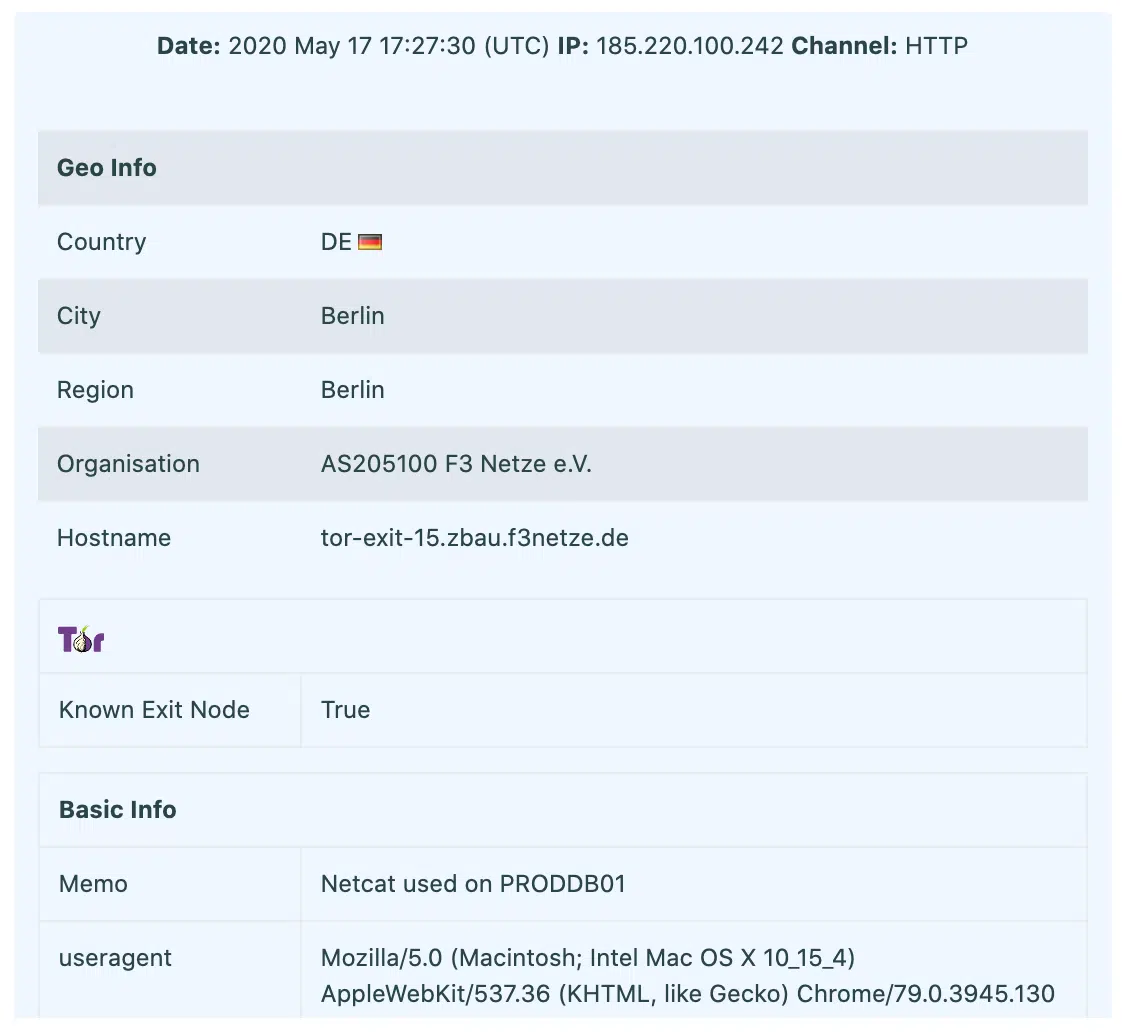 Date: 2020 May 17 17:27:30 (UTC) IP: 185.220.100.242 Channel: HTTP
Geo Info
Country DE
City Berlin
Region Berlin
Organisation AS205100 F3 Netze e.V.
Hostname tor-exit-15.zbau.f3netze.de
Tor
Known Exit Node True
Basic Info
Memo Netcat used on PRODDB01
useragent Mozilla/5.0 (Macintosh; Intel Mac OS X 10_15_4)
AppleWebKit/537.36 (KHTML, like Gecko) Chrome/79.0.3945.130